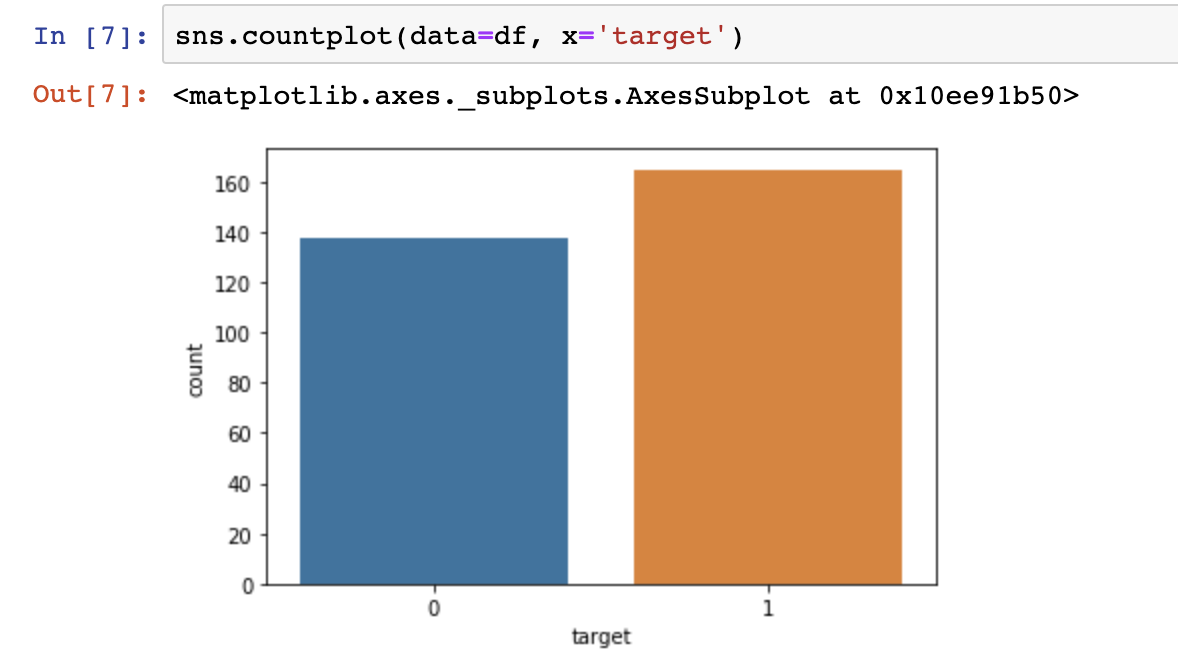 In [7]: sns.countplot(data=df, x='target')
Out[7]: <matplotlib.axes._subplots.AxesSubplot at 0x10ee91b50>
160
140
120
100
80
60
40
20
0
count
0 1
target